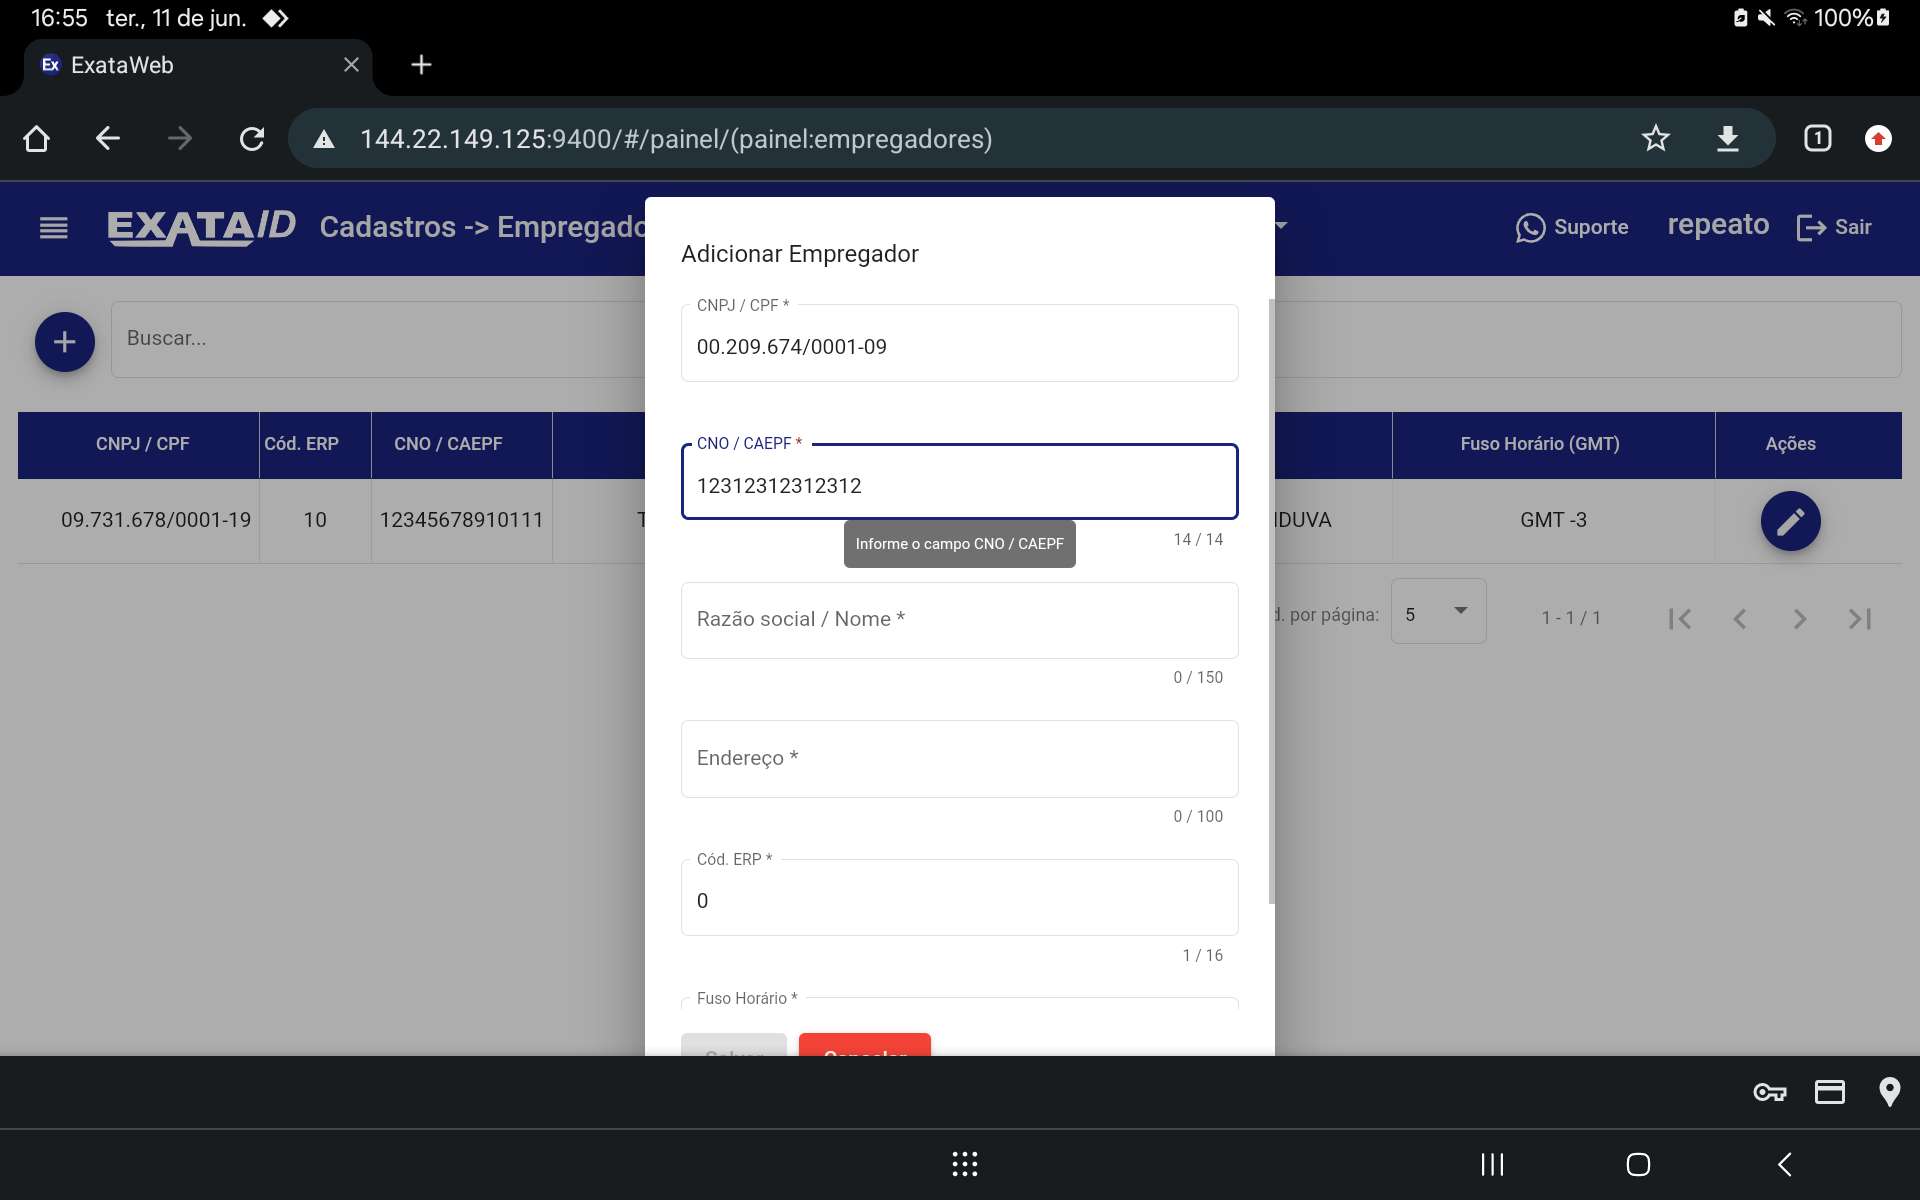 16:55 ter., 11 de jun. 100%
Ex ExataWeb
144.22.149.125:9400/#/painel/(painel:empregadores) 1
EXATAID Cadastros -> Empregado Suporte repeato Sair
Adicionar Empregador
CNPJ / CPF *
00.209.674/0001-09
Buscar...
CNPJ / CPF Cód. ERP CNO / CAEPF Fuso Horário (GMT) Ações
CNO / CAEPF *
12312312312312
09.731.678/0001-19 10 12345678910111 T IDUVA GMT -3
14 / 14
Informe o campo CNO / CAEPF
Razão social / Nome *
0 / 150
d. por página: 5 1 - 1 / 1
Endereço *
0 / 100
Cód. ERP *
0
1 / 16
Fuso Horário *
Salvar Cancelar